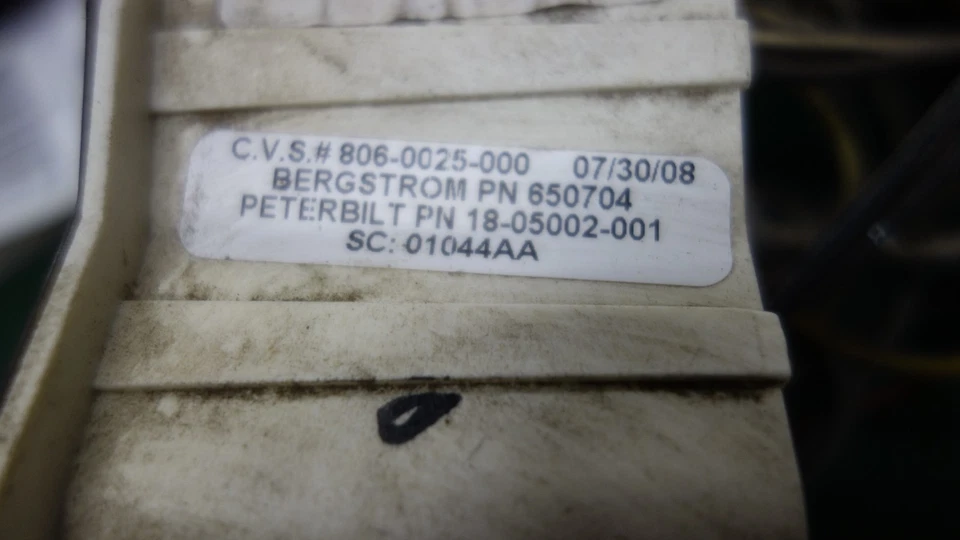 C.V.S.# 806-0025-000 07/30/08
BERGSTROM PN 650704
PETERBILT PN 18-05002-001
SC: 01044AA